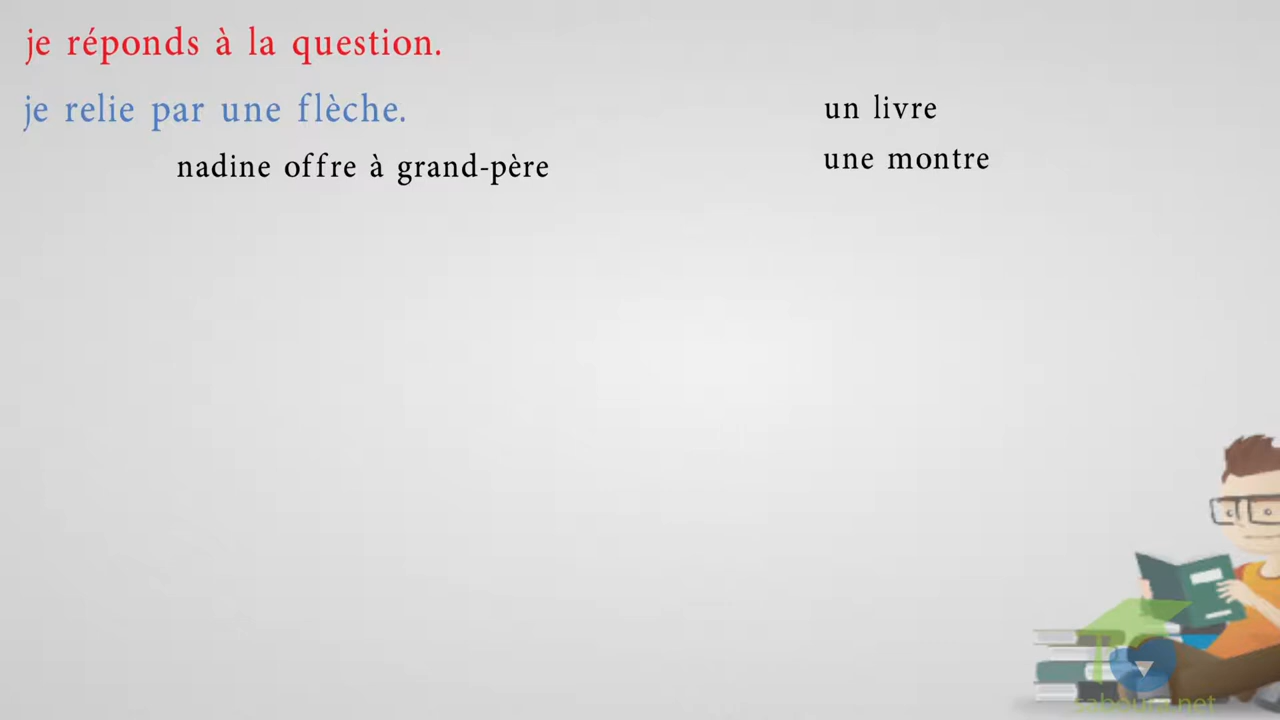 je réponds à la question.
je relie par une flèche.
nadine offre à grand-père
un livre
une montre